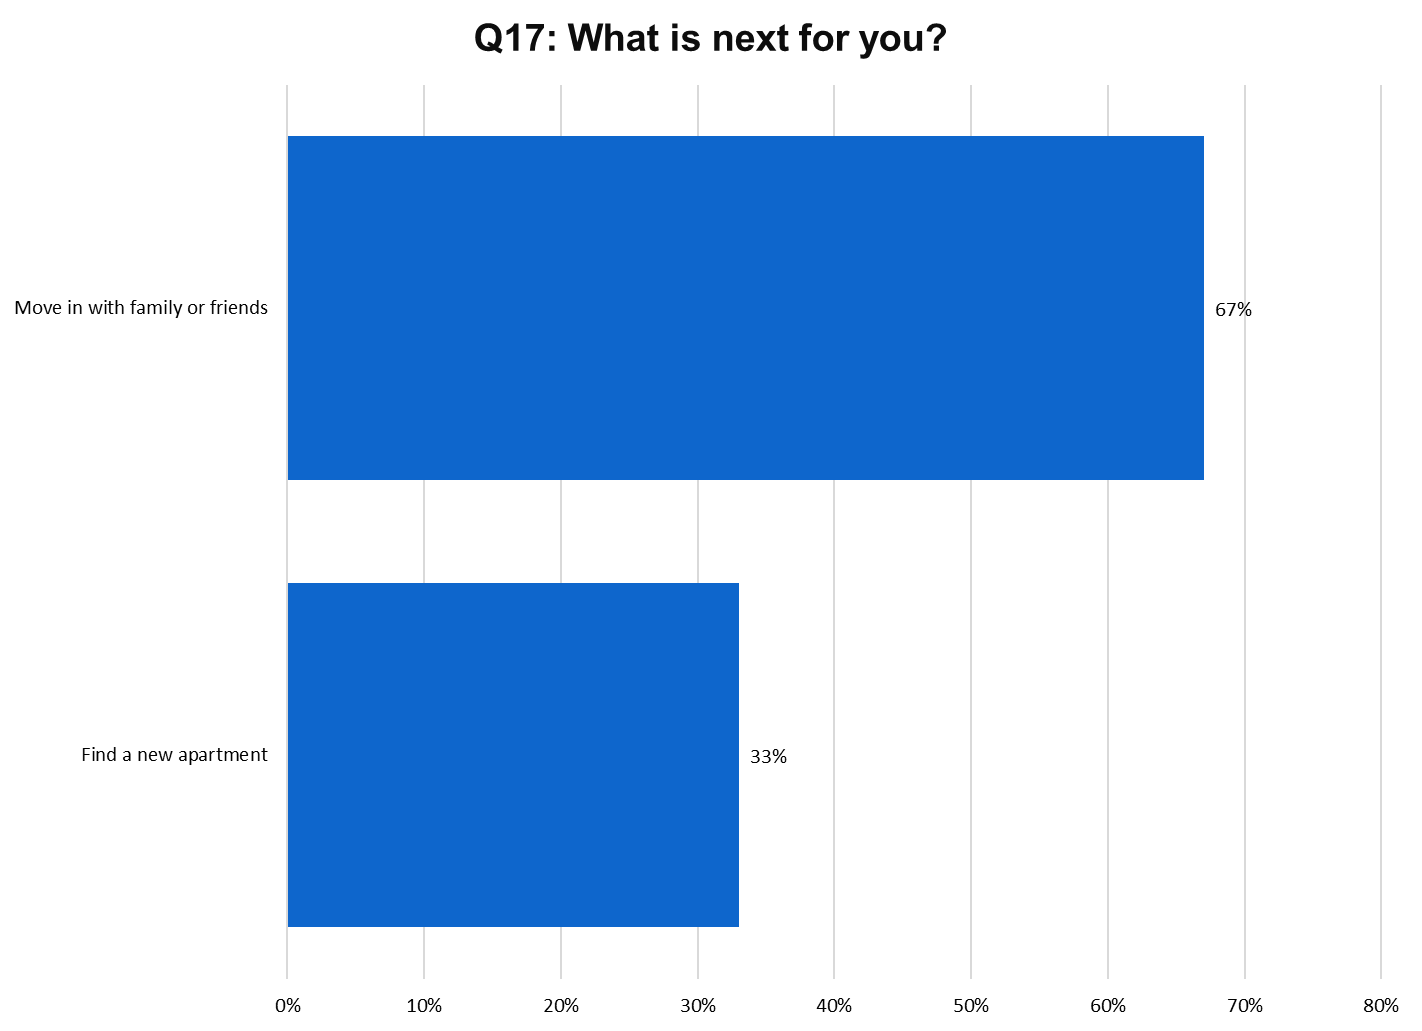 Q17: What is next for you?
Move in with family or friends
67%
Find a new apartment
33%
0% 10% 20% 30% 40% 50% 60% 70% 80%